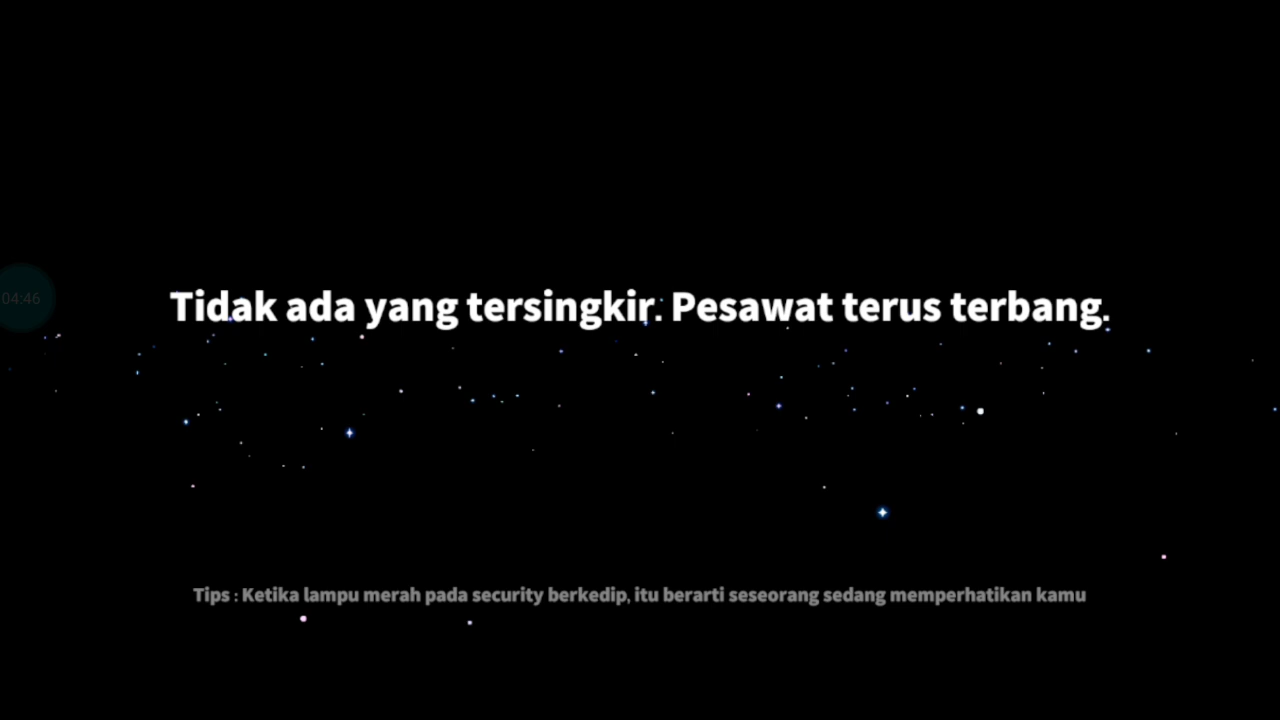 Tidak ada yang tersingkir. Pesawat terus terbang.
04:46
Tips : Ketika lampu merah pada security berkedip, itu berarti seseorang sedang memperhatikan kamu